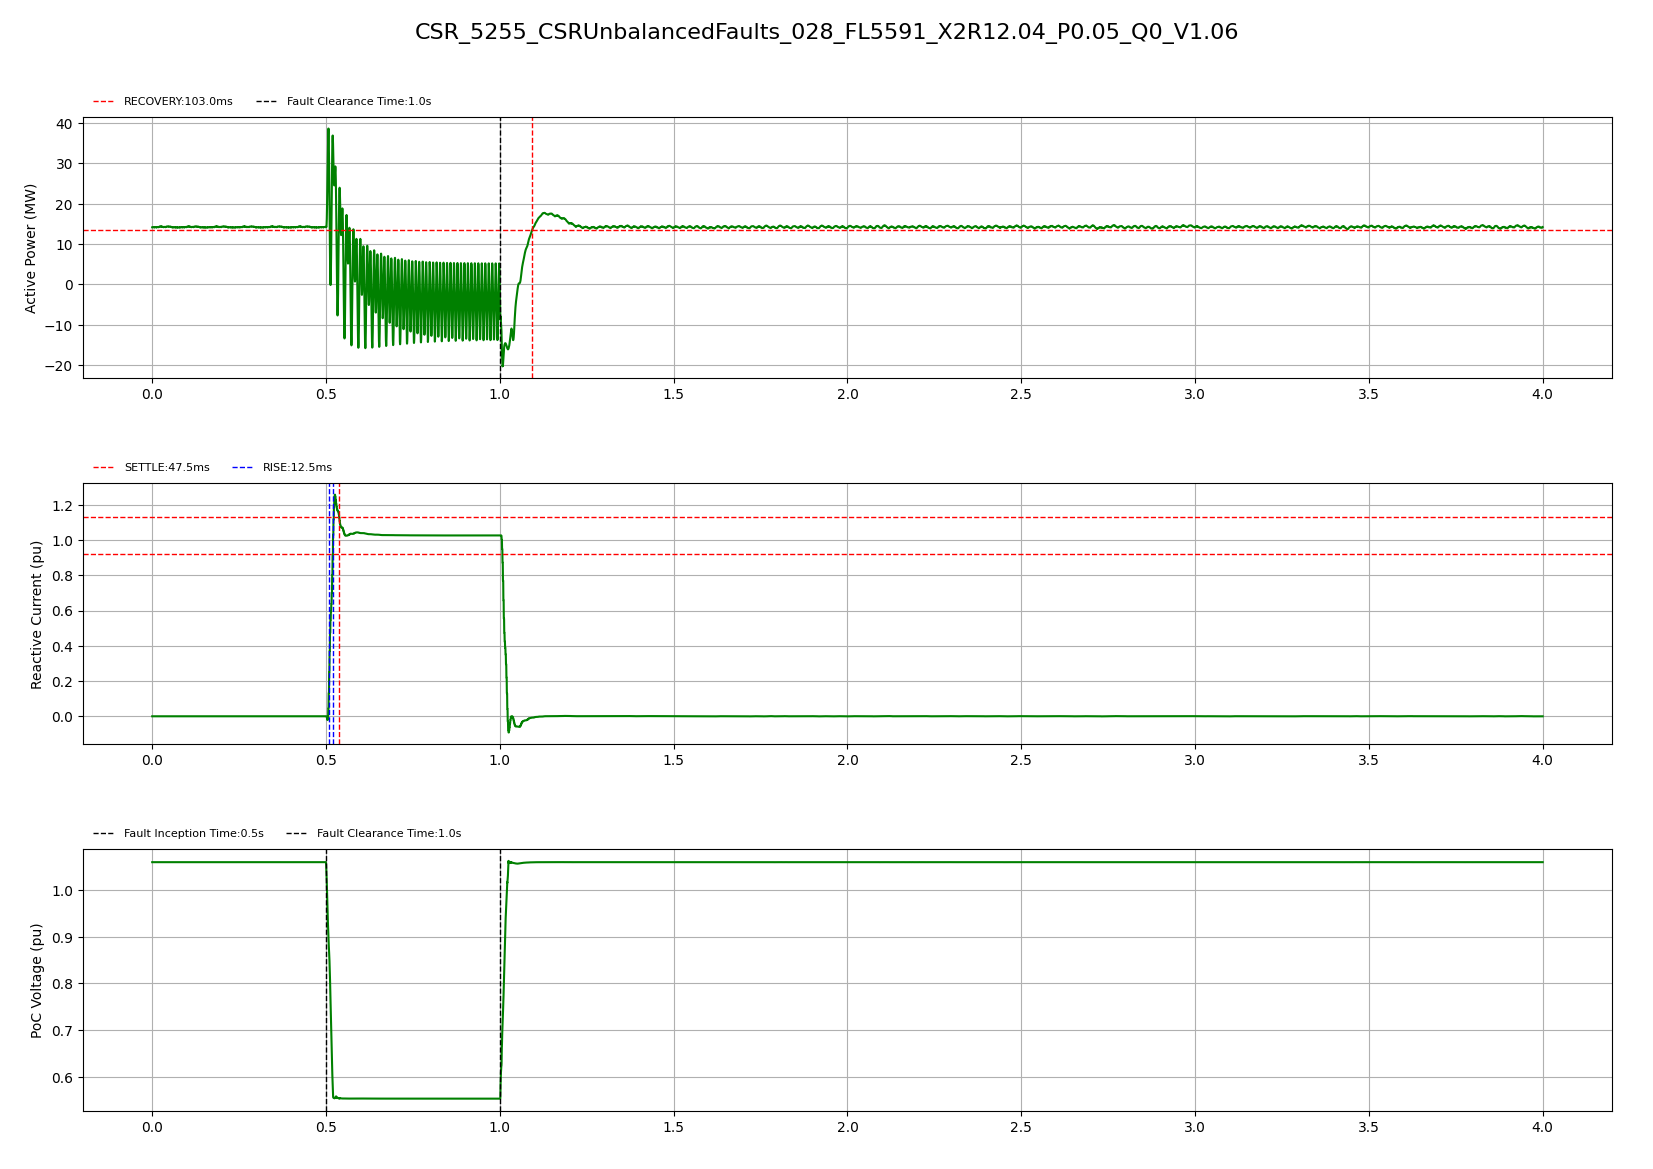 CSR_5255_CSRUnbalancedFaults_028_FL5591_X2R12.04_P0.05_Q0_V1.06
RECOVERY:103.0ms Fault Clearance Time:1.0s
Active Power (MW)
40
30
20
10
0
−10
−20
0.0 0.5 1.0 1.5 2.0 2.5 3.0 3.5 4.0
SETTLE:47.5ms RISE:12.5ms
Reactive Current (pu)
1.2
1.0
0.8
0.6
0.4
0.2
0.0
0.0 0.5 1.0 1.5 2.0 2.5 3.0 3.5 4.0
Fault Inception Time:0.5s Fault Clearance Time:1.0s
PoC Voltage (pu)
1.0
0.9
0.8
0.7
0.6
0.0 0.5 1.0 1.5 2.0 2.5 3.0 3.5 4.0